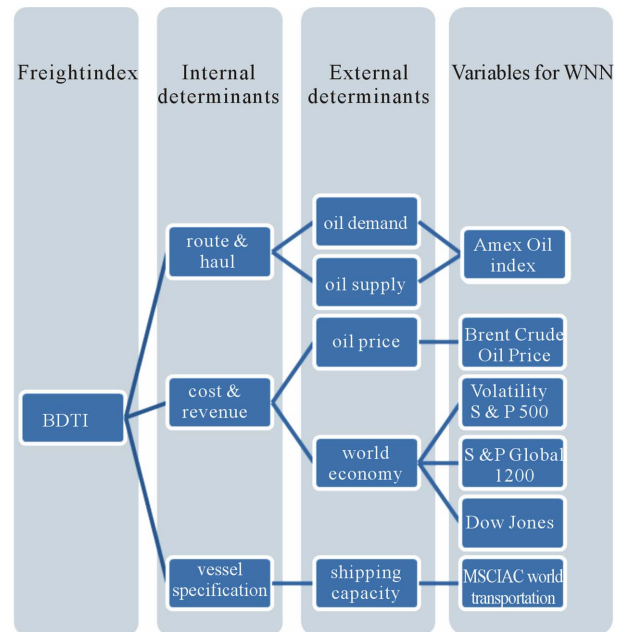 Freightindex
Internal
determinants
External
determinants
Variables for WNN
BDTI
route &
haul
cost &
revenue
vessel
specification
oil demand
oil supply
oil price
world
economy
shipping
capacity
Amex Oil
index
Brent Crude
Oil Price
Volatility
S & P 500
S &P Global
1200
Dow Jones
MSCIAC world
transportation